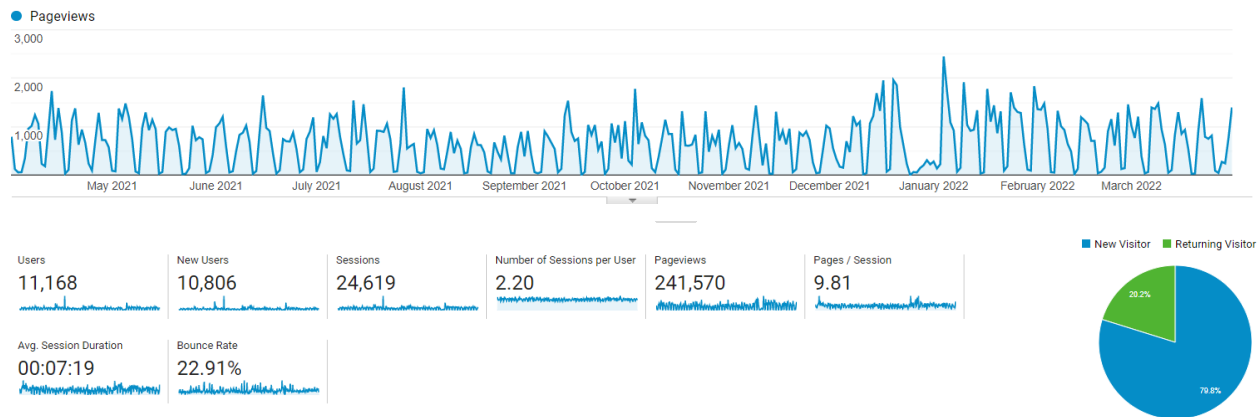 Pageviews
3,000
2,000
1,000
May 2021 June 2021 July 2021 August 2021 September 2021 October 2021 November 2021 December 2021 January 2022 February 2022 March 2022
New Visitor Returning Visitor
Users New Users Sessions Number of Sessions per User Pageviews Pages / Session
11,168 10,806 24,619 2.20 241,570 9.81
20.2%
Avg. Session Duration Bounce Rate
00:07:19 22.91%
79.8%